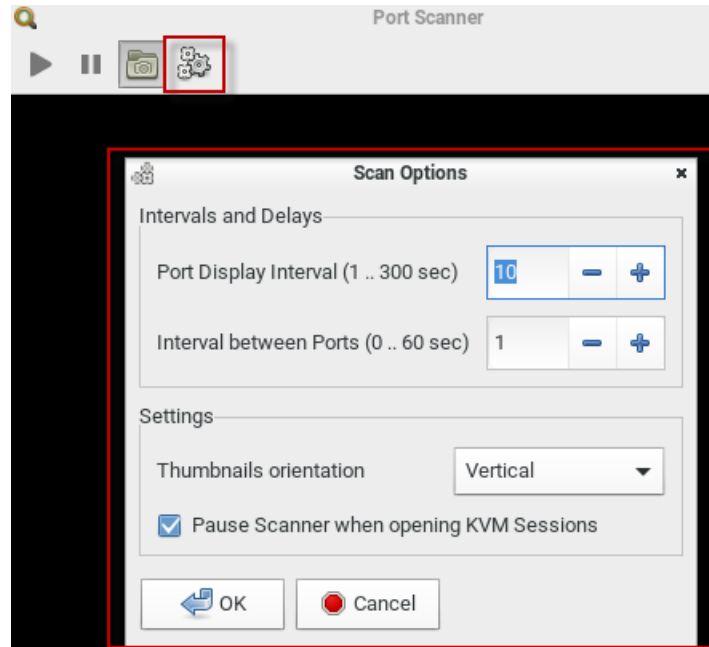 Port Scanner
Scan Options
Intervals and Delays
Port Display Interval (1 .. 300 sec)
10
Interval between Ports (0 .. 60 sec)
1
Settings
Thumbnails orientation
Vertical
Pause Scanner when opening KVM Sessions
OK
Cancel